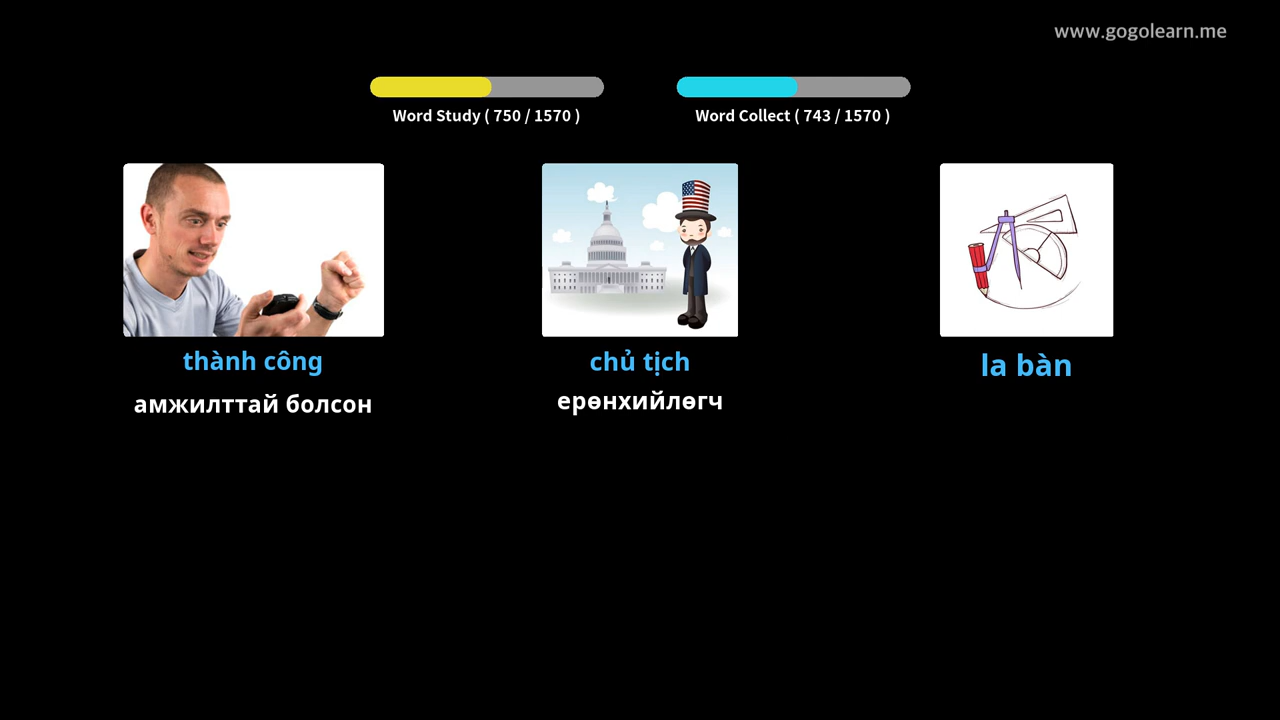 www.gogolearn.me
Word Study ( 750 / 1570 )
Word Collect ( 743 / 1570 )
thành công
амжилттай болсон
chủ tịch
ерөнхийлөгч
la bàn